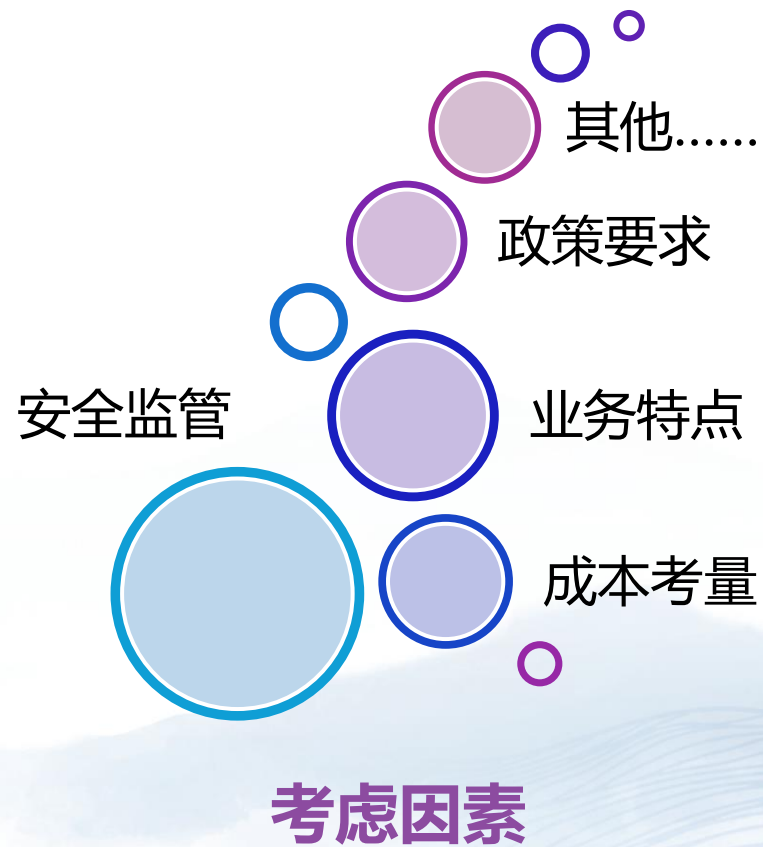 其他......
政策要求
安全监管
业务特点
成本考量
考虑因素